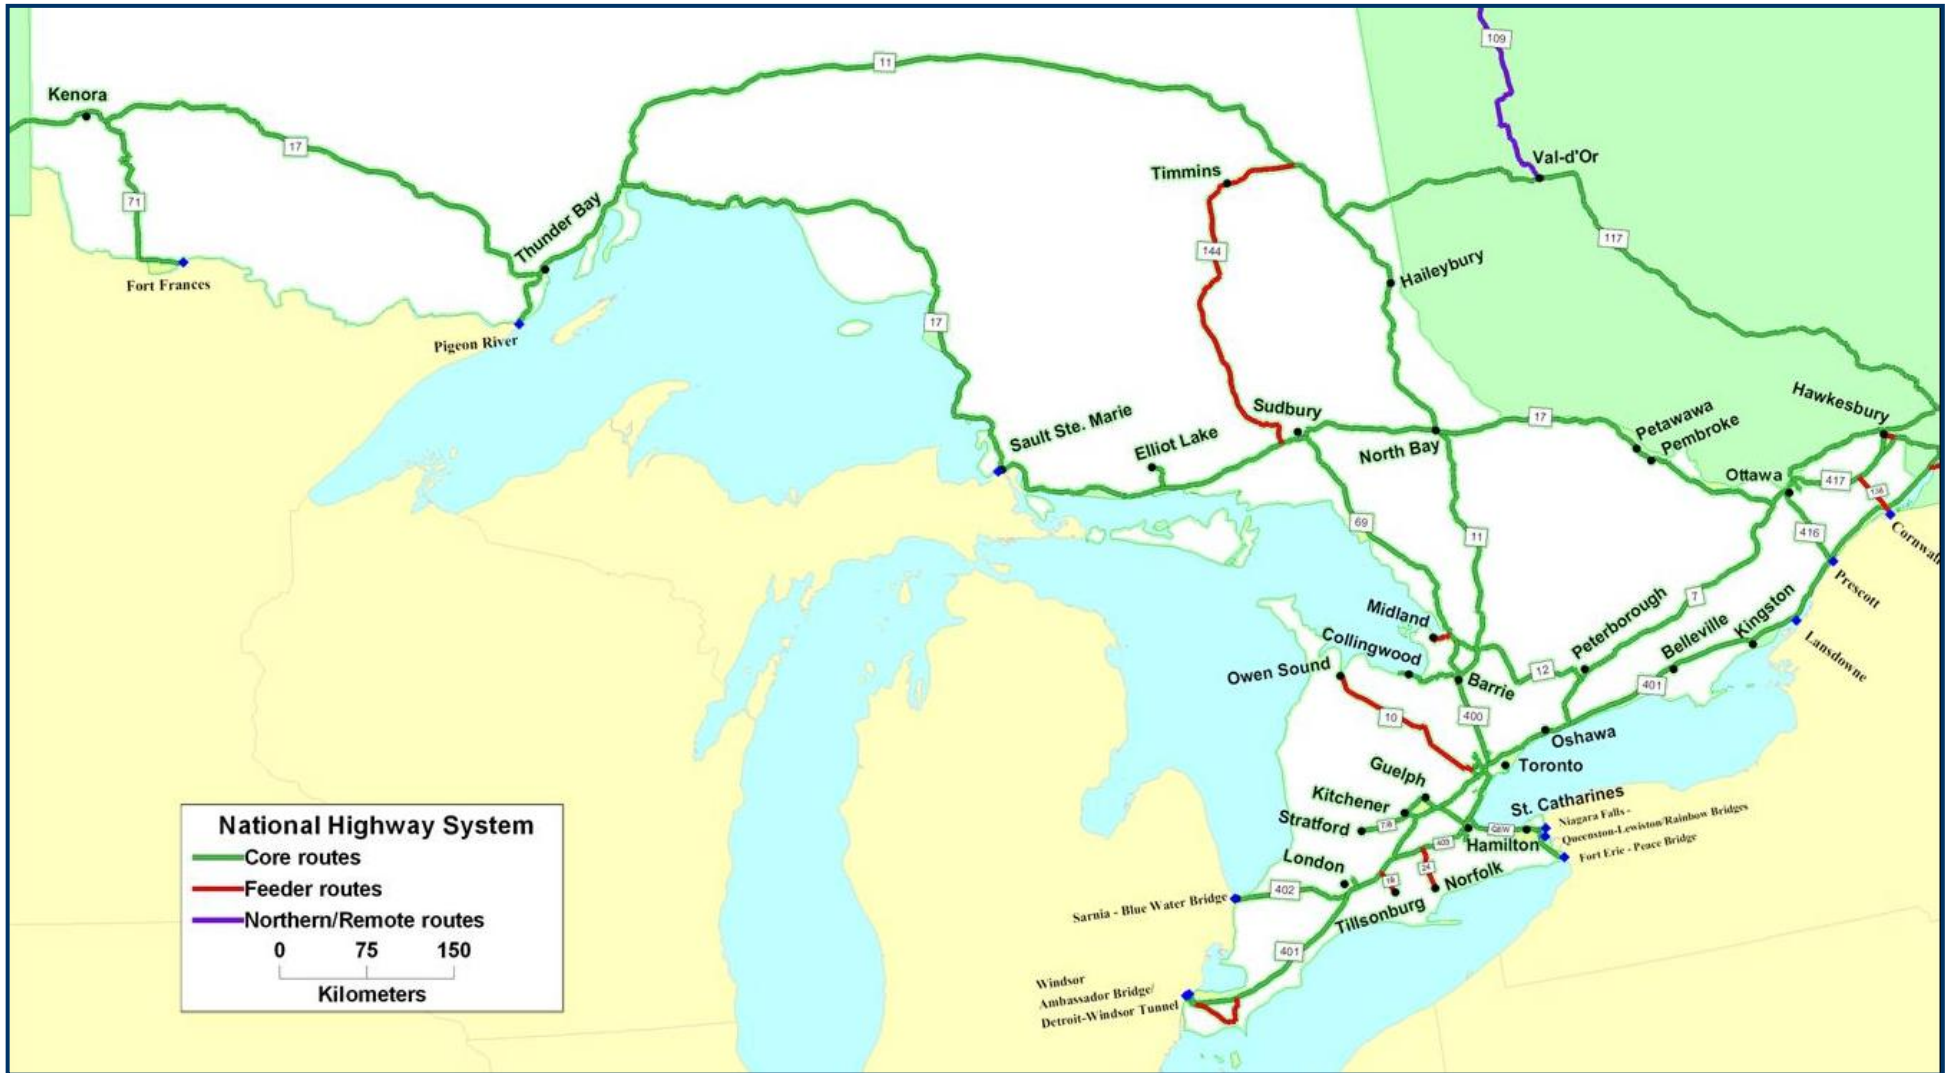 109
11
Kenora
17
Val-d'Or
Timmins
71
Thunder Bay
117
144
Haileybury
Fort Frances
17
Pigeon River
Hawkesbury
Sudbury
17
Petawawa
Pembroke
Sault Ste. Marie
Elliot Lake
North Bay
Ottawa
417
138
69
11
416
Cornwall
Prescott
Midland
Collingwood
Owen Sound
Peterborough
7
Belleville
Kingston
Lansdowne
12
401
Barrie
10
400
Oshawa
Toronto
Guelph
Kitchener
Stratford
7/8
St. Catharines
Niagara Falls -
Queenston-Lewiston/Rainbow Bridges
Fort Erie - Peace Bridge
QEW
Hamilton
403
London
24
19
Norfolk
402
Tillsonburg
Sarnia - Blue Water Bridge
401
Windsor
Ambassador Bridge/
Detroit-Windsor Tunnel
National Highway System
Core routes
Feeder routes
Northern/Remote routes
0 75 150
Kilometers